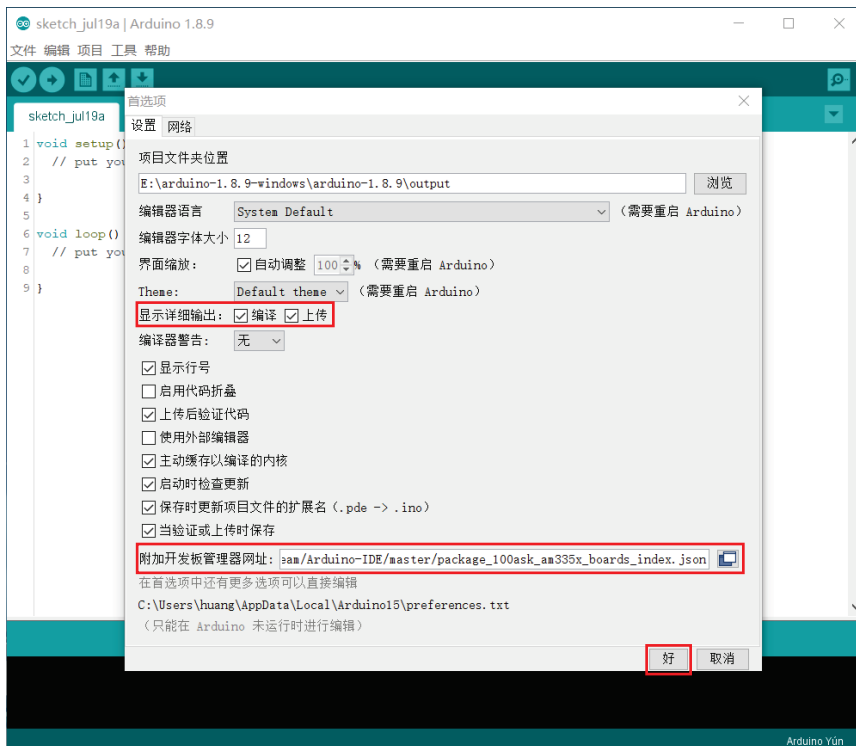 sketch_jul19a | Arduino 1.8.9
文件 编辑 项目 工具 帮助
首选项
sketch_jul19a
设置 网络
1 void setup()
2 // put you
3
4 }
5
6 void loop()
7 // put you
8
9 }
项目文件夹位置
E:\arduino-1.8.9-windows\arduino-1.8.9\output 浏览
编辑器语言 System Default （需要重启 Arduino）
编辑器字体大小 12
界面缩放： 自动调整 100 % （需要重启 Arduino）
Theme: Default theme （需要重启 Arduino）
显示详细输出： 编译 上传
编译器警告： 无
显示行号
启用代码折叠
上传后验证代码
使用外部编辑器
主动缓存以编译的内核
启动时检查更新
保存时更新项目文件的扩展名（.pde -> .ino）
当验证或上传时保存
附加开发板管理器网址: eam/Arduino-IDE/master/package_100ask_am335x_boards_index.json
在首选项中还有更多选项可以直接编辑
C:\Users\huang\AppData\Local\Arduino15\preferences.txt
（只能在 Arduino 未运行时进行编辑）
好 取消
Arduino Yún